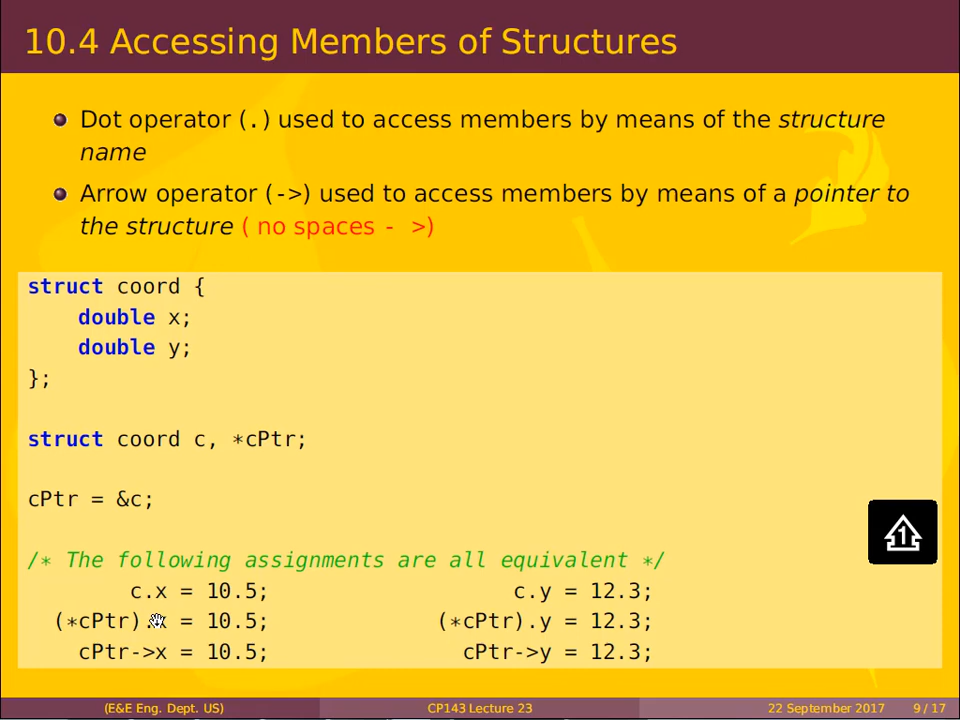 10.4 Accessing Members of Structures
Dot operator (.) used to access members by means of the structure
name
Arrow operator (->) used to access members by means of a pointer to
the structure ( no spaces - >)
struct coord {
    double x;
    double y;
};
struct coord c, *cPtr;
cPtr = &c;
/* The following assignments are all equivalent */
c.x = 10.5; c.y = 12.3;
(*cPtr).x = 10.5; (*cPtr).y = 12.3;
cPtr->x = 10.5; cPtr->y = 12.3;
1
(E&E Eng. Dept. US) CP143 Lecture 23 22 September 2017 9 / 17